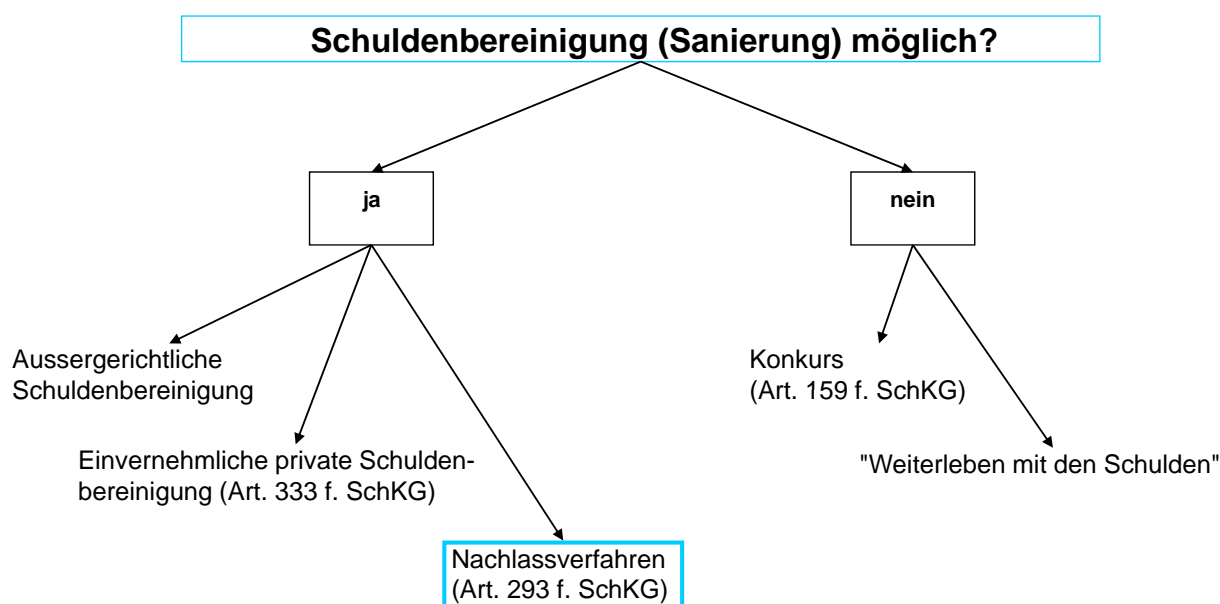 Schuldenbereinigung (Sanierung) möglich?
ja
nein
Aussergerichtliche
Schuldenbereinigung
Konkurs
(Art. 159 f. SchKG)
Einvernehmliche private Schulden-
bereinigung (Art. 333 f. SchKG)
"Weiterleben mit den Schulden"
Nachlassverfahren
(Art. 293 f. SchKG)